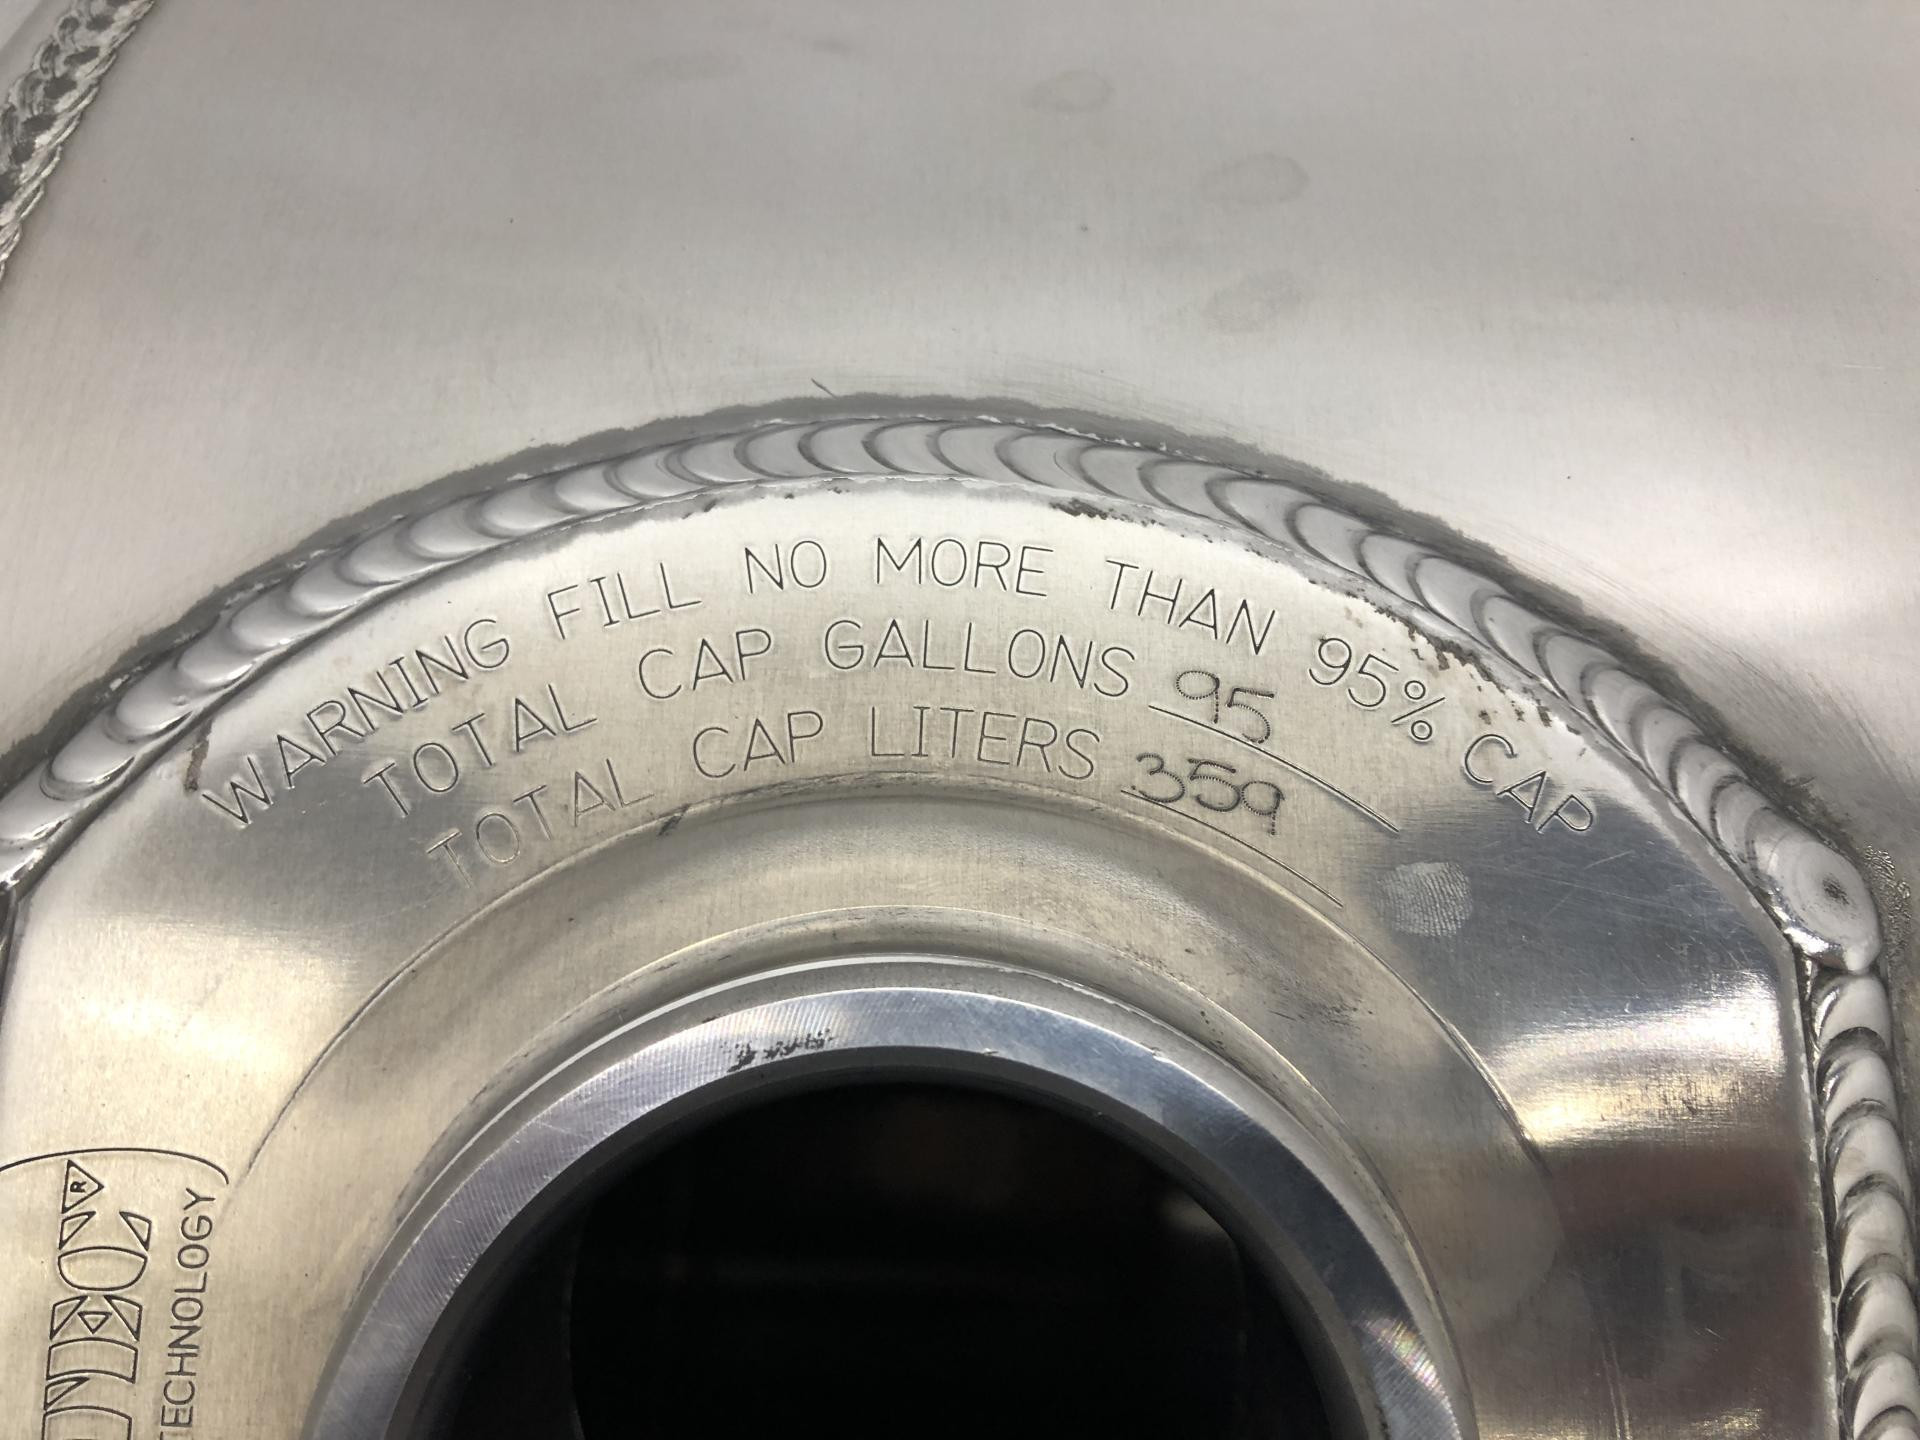 WARNING FILL NO MORE THAN 95% CAP
TOTAL CAP GALLONS 95
TOTAL CAP LITERS 359
R
TECHNOLOGY